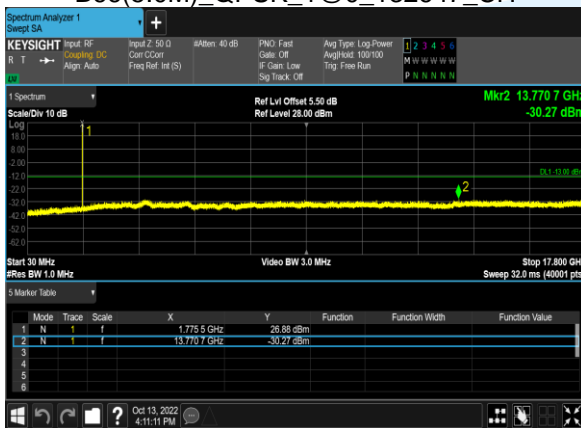 Spectrum Analyzer 1
Swept SA
KEYSIGHT Input: RF Input Z: 50 Ω #Atten: 40 dB PNO: Fast Avg Type: Log-Power 1 2 3 4 5 6
R T Coupling: DC Corr CCorr Gate: Off Avg|Hold: 100/100 M W W W W W
Align: Auto Freq Ref: Int (S) IF Gain: Low Trig: Free Run P N N N N N
Sig Track: Off
1 Spectrum
Scale/Div 10 dB
Ref Lvl Offset 5.50 dB
Ref Level 28.00 dBm
Mkr2 13.770 7 GHz
-30.27 dBm
Log
18.0
8.00
-2.00
-12.0
-22.0
-32.0
-42.0
-52.0
-62.0
1
DL1 -13.00 dBm
2
Start 30 MHz
#Res BW 1.0 MHz
Video BW 3.0 MHz
Stop 17.800 GH
Sweep 32.0 ms (40001 pts
5 Marker Table
Mode Trace Scale X Y Function Function Width Function Value
1 N 1 f 1.775 5 GHz 26.88 dBm
2 N 1 f 13.770 7 GHz -30.27 dBm
3
4
5
6
? Oct 13, 2022
4:11:11 PM